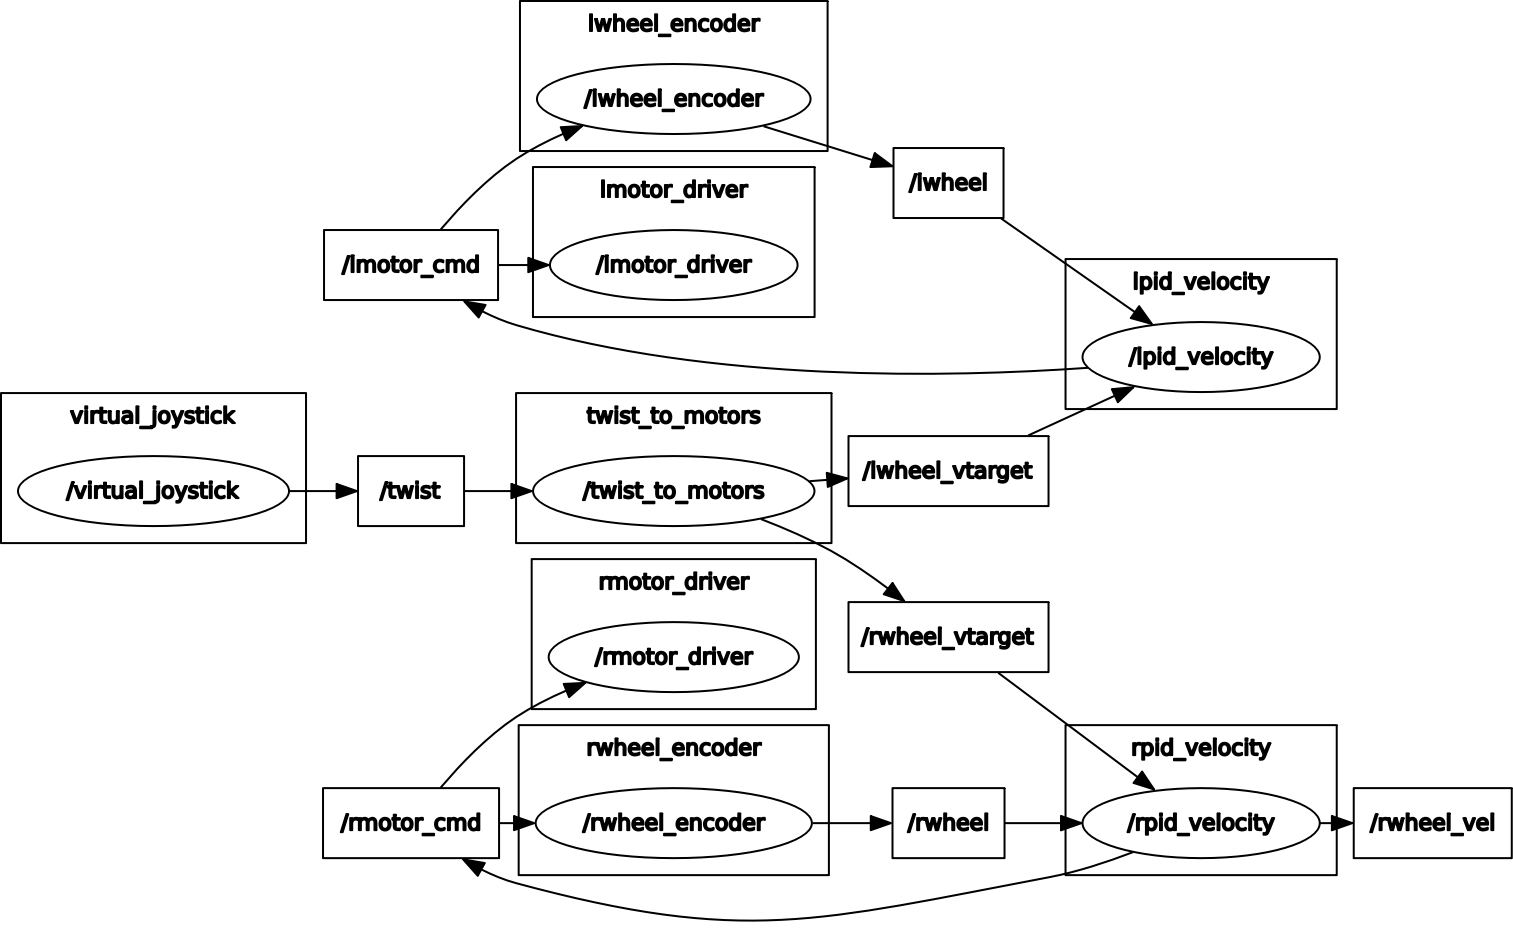 lwheel_encoder
/lwheel_encoder
/lwheel
lmotor_driver
/lmotor_cmd
/lmotor_driver
lpid_velocity
/lpid_velocity
virtual_joystick
twist_to_motors
/lwheel_vtarget
/virtual_joystick
/twist
/twist_to_motors
rmotor_driver
/rwheel_vtarget
/rmotor_driver
rwheel_encoder
rpid_velocity
/rmotor_cmd
/rwheel_encoder
/rwheel
/rpid_velocity
/rwheel_vel